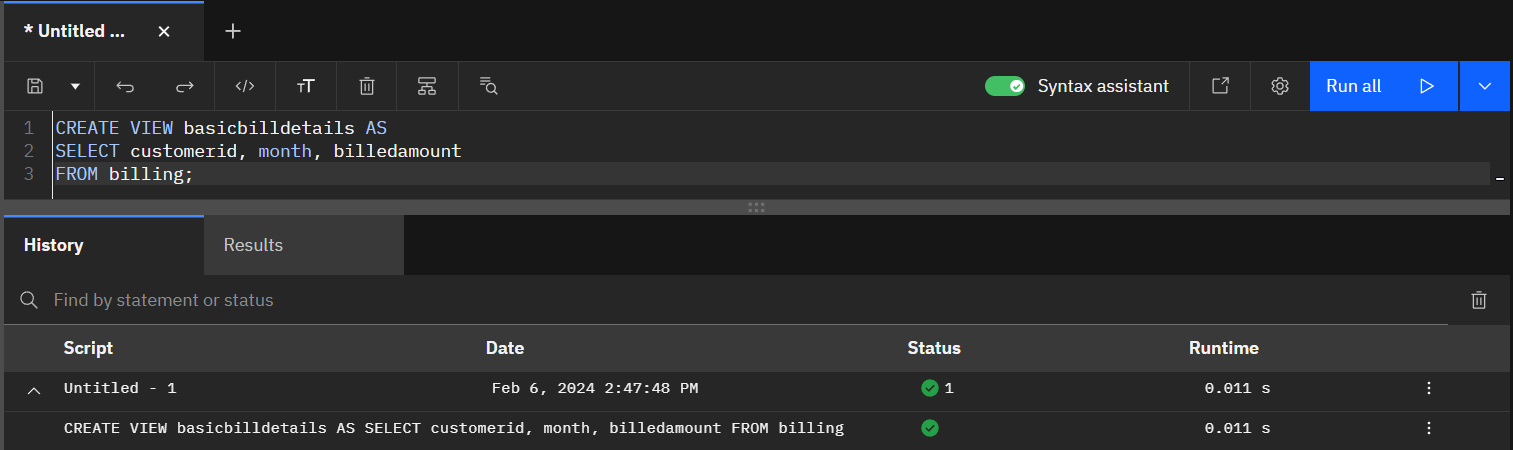 * Untitled ...
Syntax assistant
Run all
1 CREATE VIEW basicbilldetails AS
2 SELECT customerid, month, billedamount
3 FROM billing;
History Results
Find by statement or status
Script Date Status Runtime
Untitled - 1 Feb 6, 2024 2:47:48 PM 1 0.011 s
CREATE VIEW basicbilldetails AS SELECT customerid, month, billedamount FROM billing 0.011 s